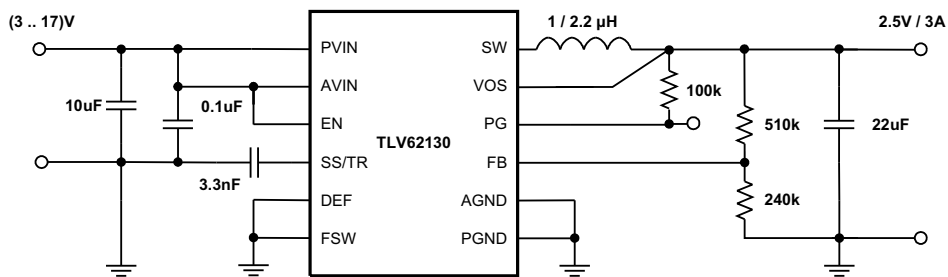 (3 .. 17)V
1 / 2.2 µH
2.5V / 3A
PVIN
SW
AVIN
VOS
10uF
0.1uF
100k
EN
PG
510k
22uF
TLV62130
SS/TR
FB
3.3nF
DEF
AGND
240k
FSW
PGND